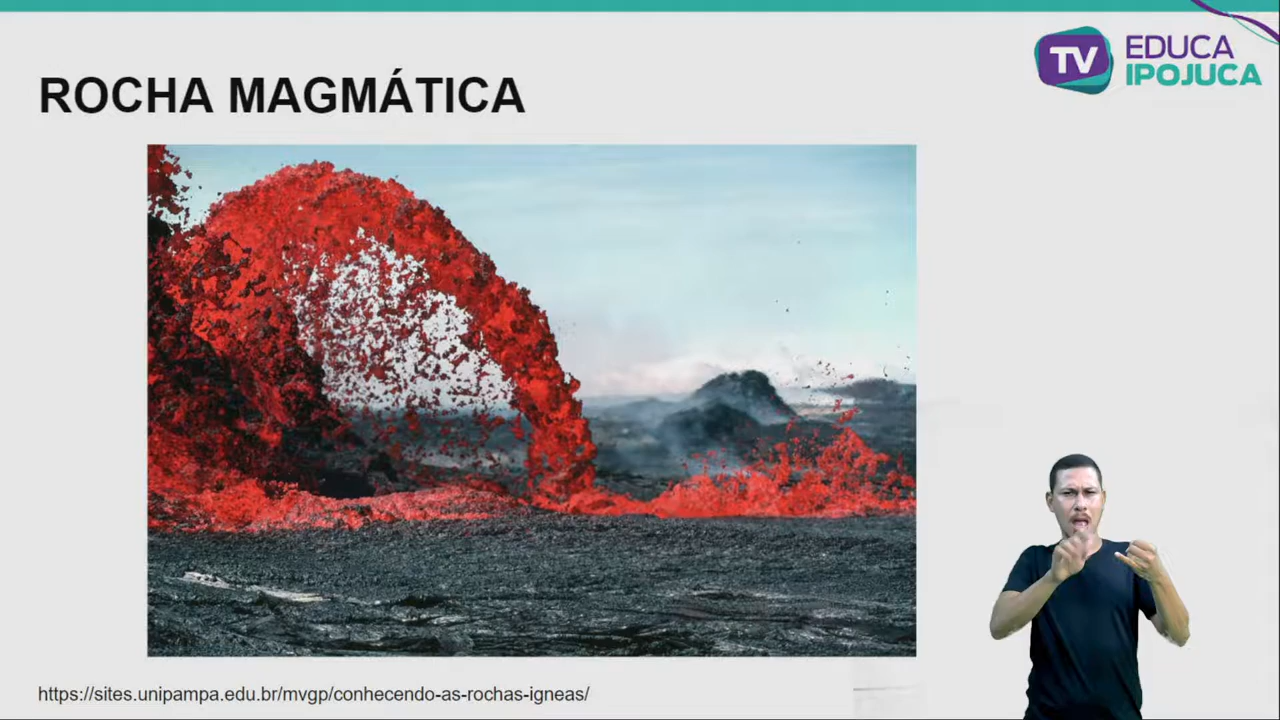 TV EDUCA
IPOJUCA
ROCHA MAGMÁTICA
https://sites.unipampa.edu.br/mvgp/conhecendo-as-rochas-igneas/